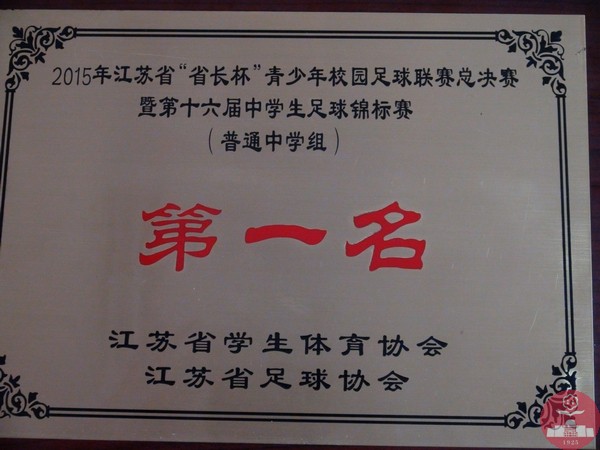 2015年江苏省“省长杯”青少年校园足球联赛总决赛
暨第十六届中学生足球锦标赛
（普通中学组）
第一名
江苏省学生体育协会
江苏省足球协会
1925